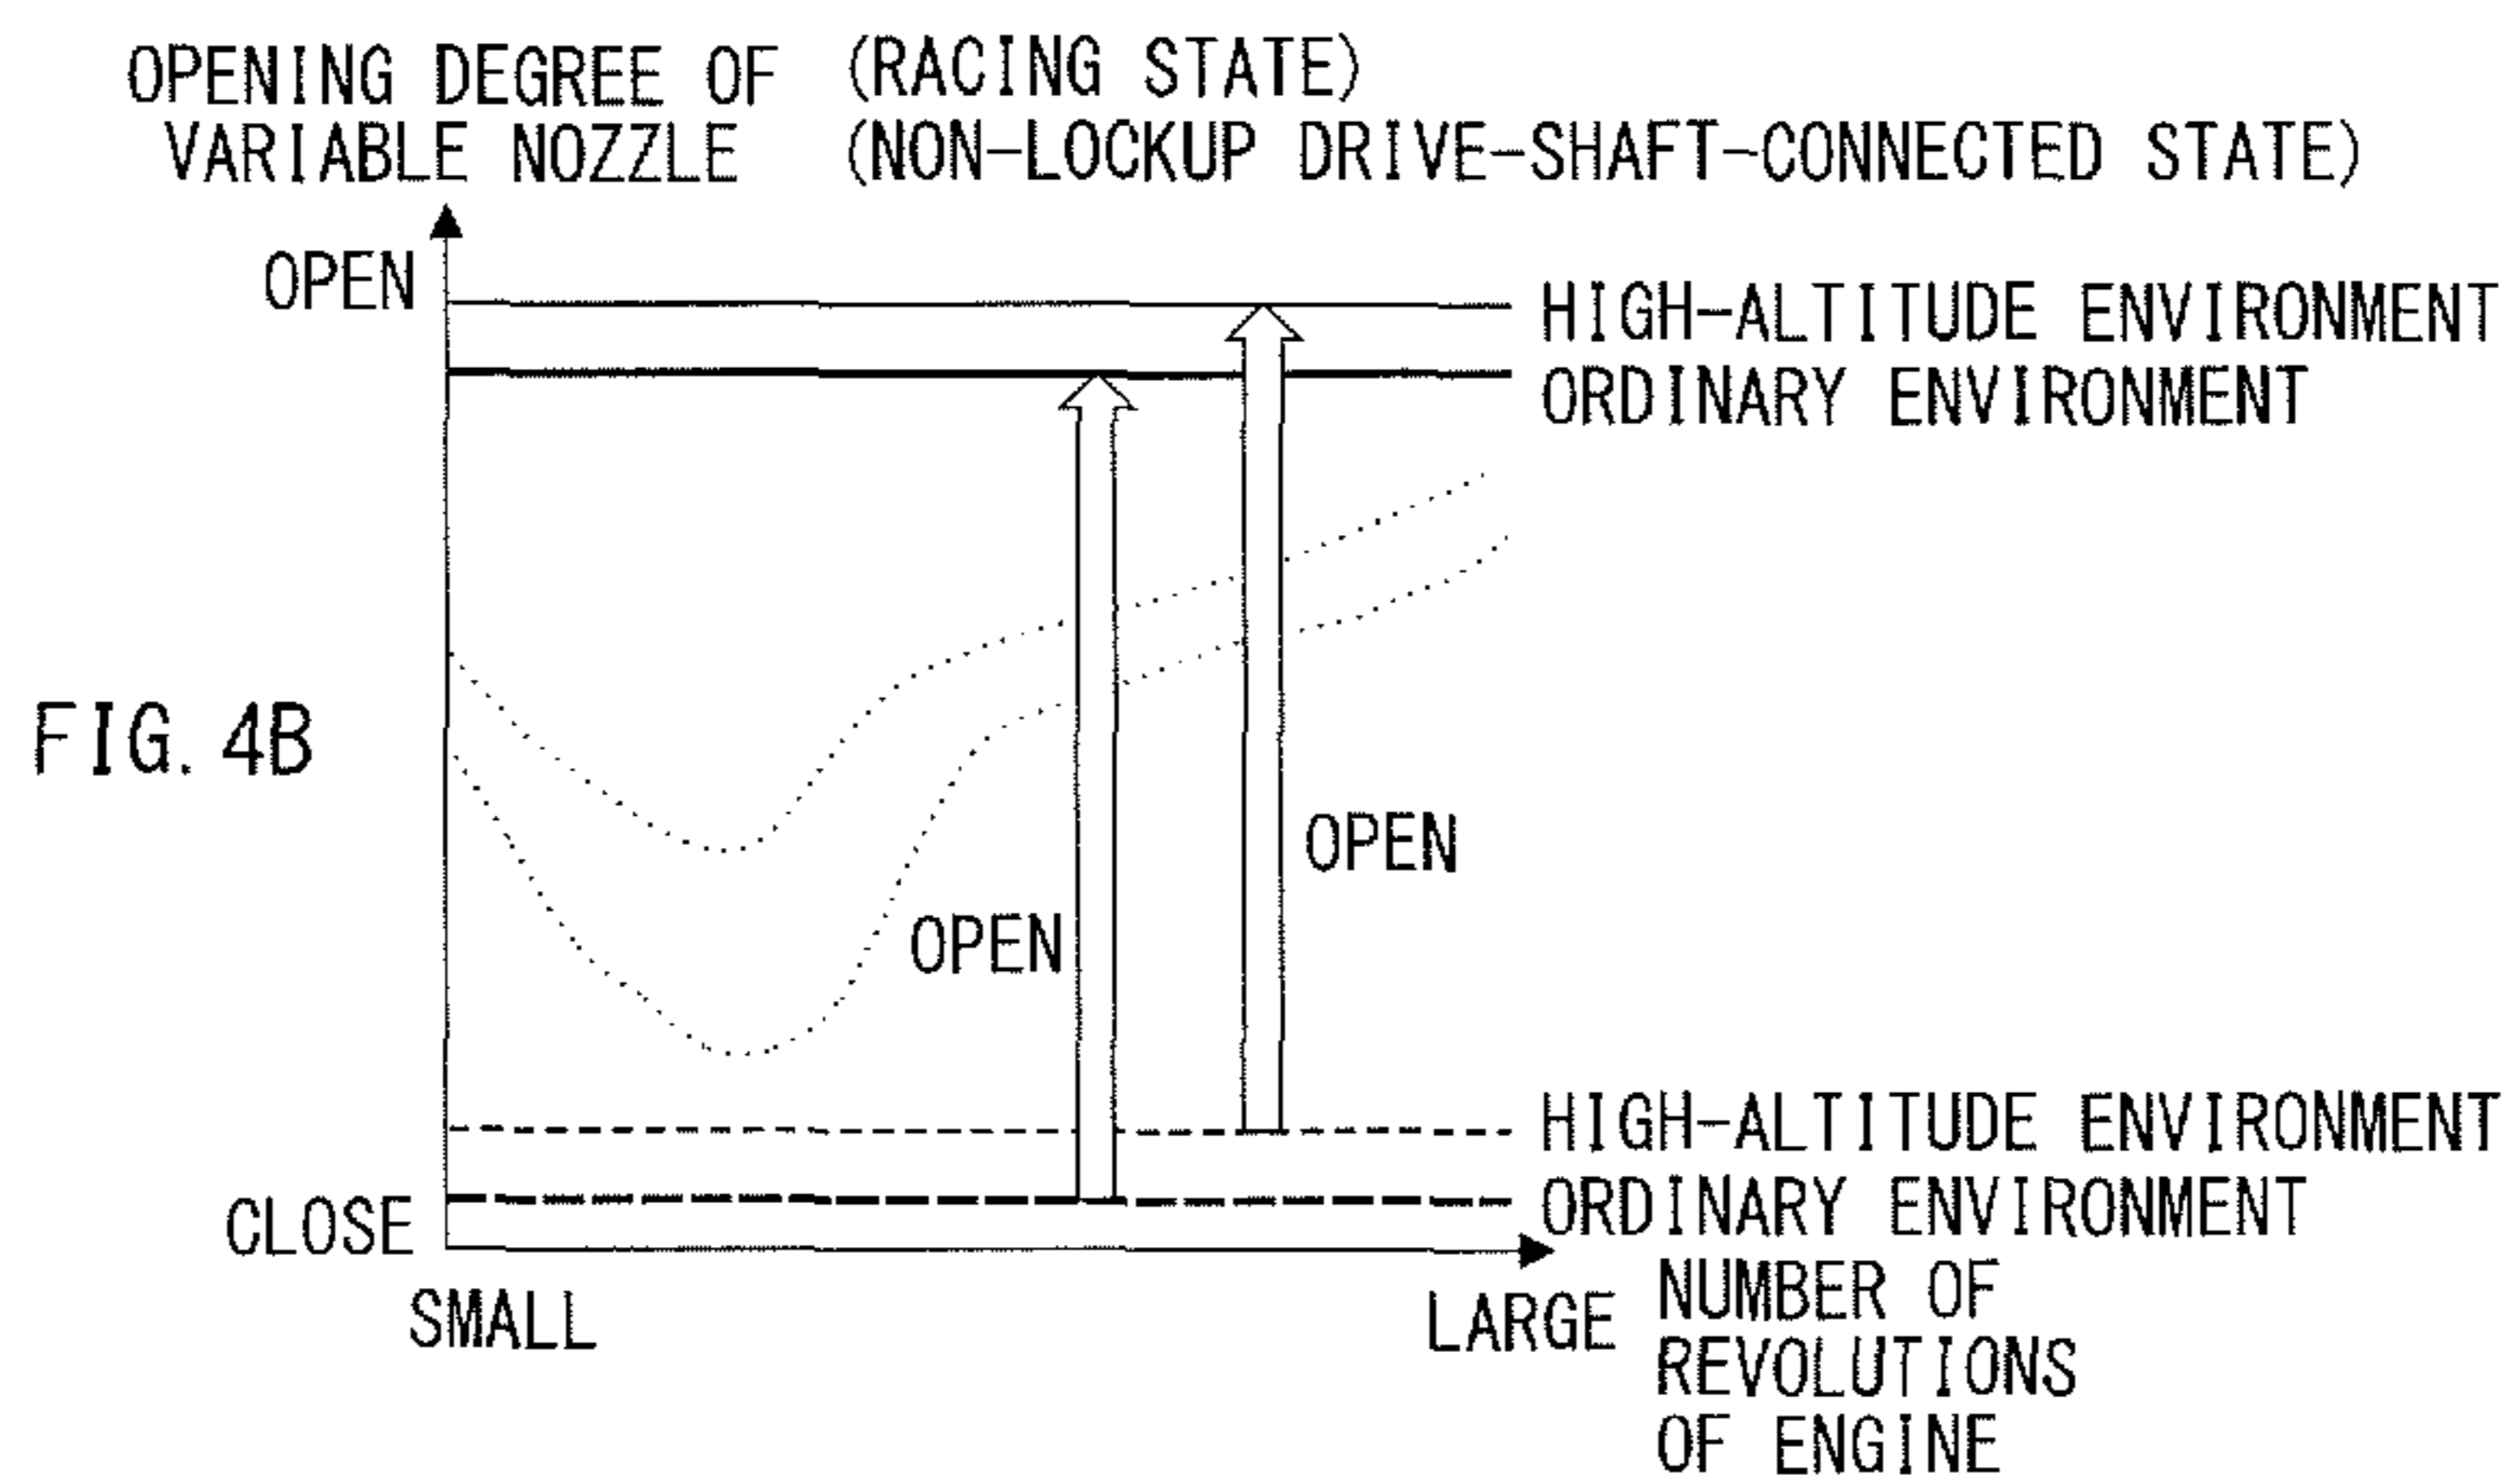 OPENING DEGREE OF
VARIABLE NOZZLE
(RACING STATE)
(NON-LOCKUP DRIVE-SHAFT-CONNECTED STATE)
OPEN
HIGH-ALTITUDE ENVIRONMENT
ORDINARY ENVIRONMENT
FIG. 4B
OPEN
OPEN
HIGH-ALTITUDE ENVIRONMENT
ORDINARY ENVIRONMENT
CLOSE
SMALL
LARGE
NUMBER OF
REVOLUTIONS
OF ENGINE